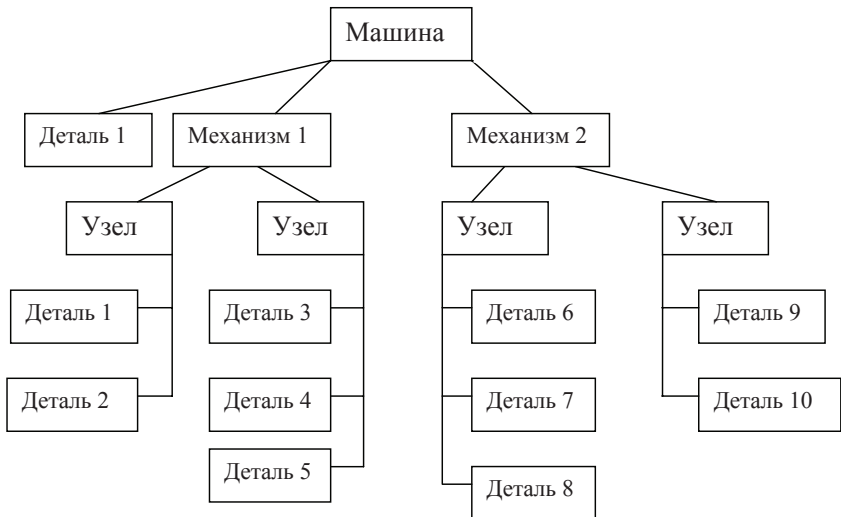 Машина
Деталь 1
Механизм 1
Механизм 2
Узел
Узел
Узел
Узел
Деталь 1
Деталь 3
Деталь 6
Деталь 9
Деталь 2
Деталь 4
Деталь 7
Деталь 10
Деталь 5
Деталь 8